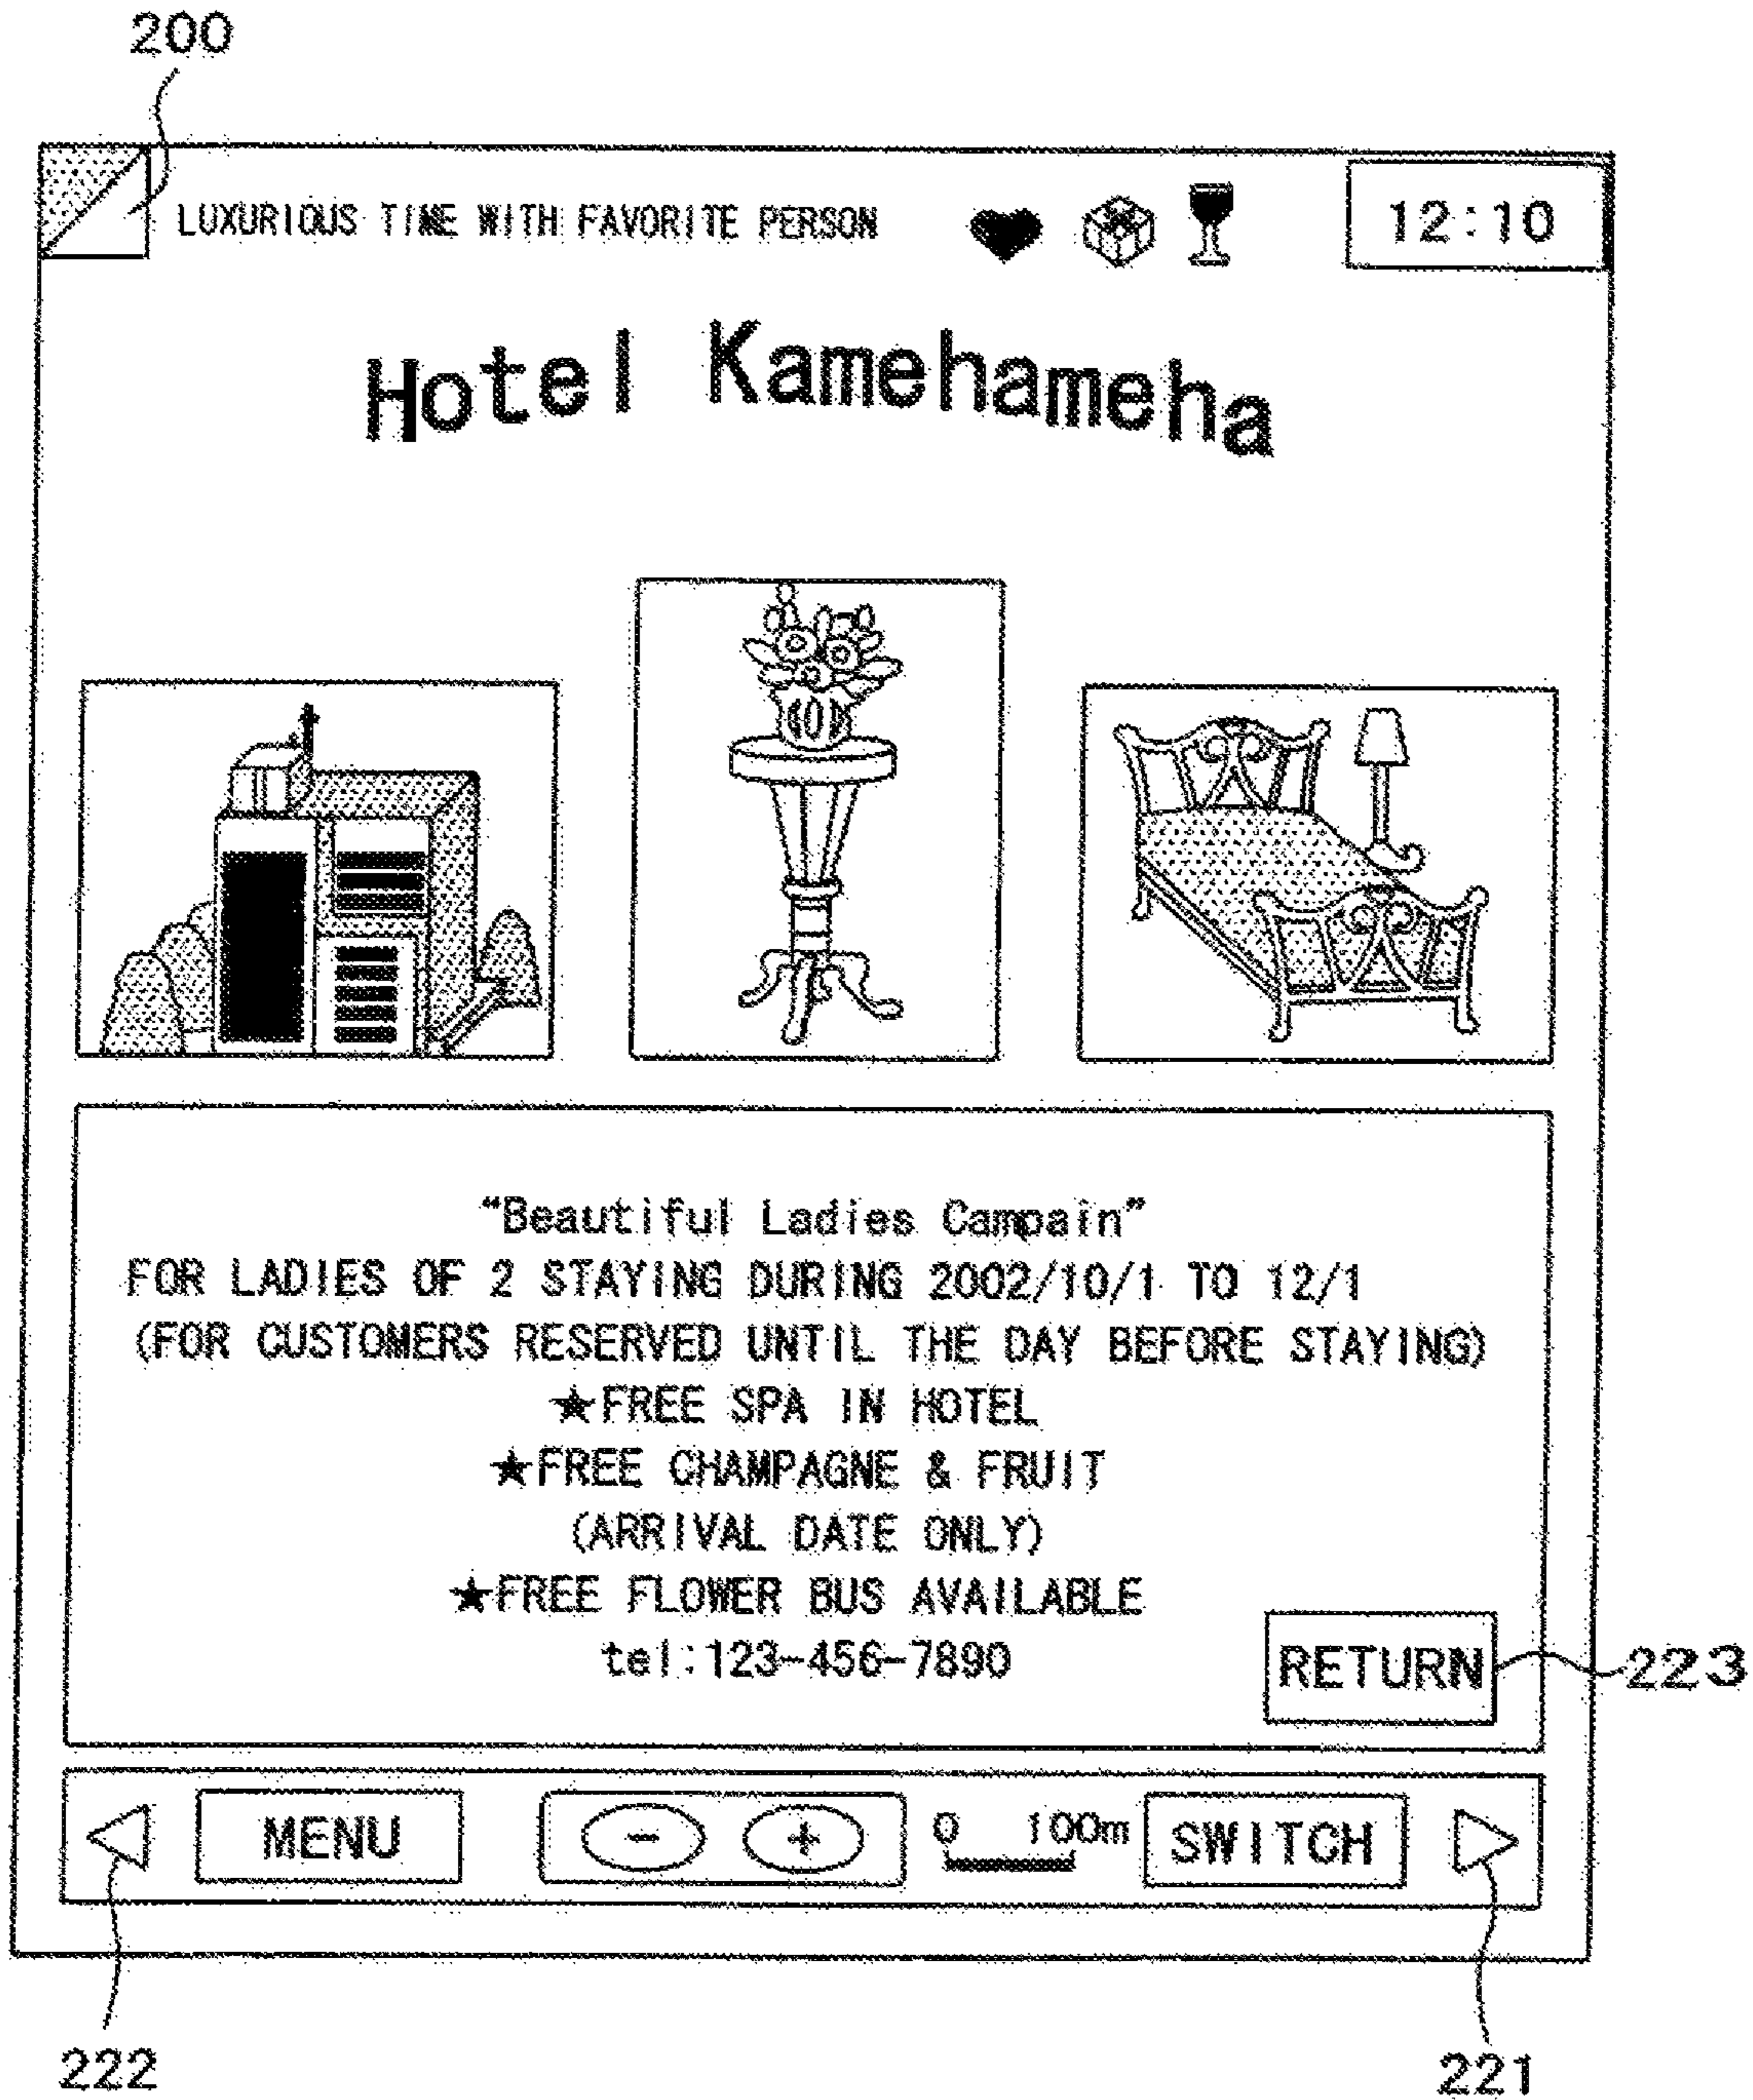 200
LUXURIOUS TIME WITH FAVORITE PERSON
12:10
Hotel Kamehameha
“Beautiful Ladies Campain”
FOR LADIES OF 2 STAYING DURING 2002/10/1 TO 12/1
(FOR CUSTOMERS RESERVED UNTIL THE DAY BEFORE STAYING)
★FREE SPA IN HOTEL
★FREE CHAMPAGNE & FRUIT
(ARRIVAL DATE ONLY)
★FREE FLOWER BUS AVAILABLE
tel:123-456-7890
RETURN
223
MENU - + 0 100m SWITCH
222 221